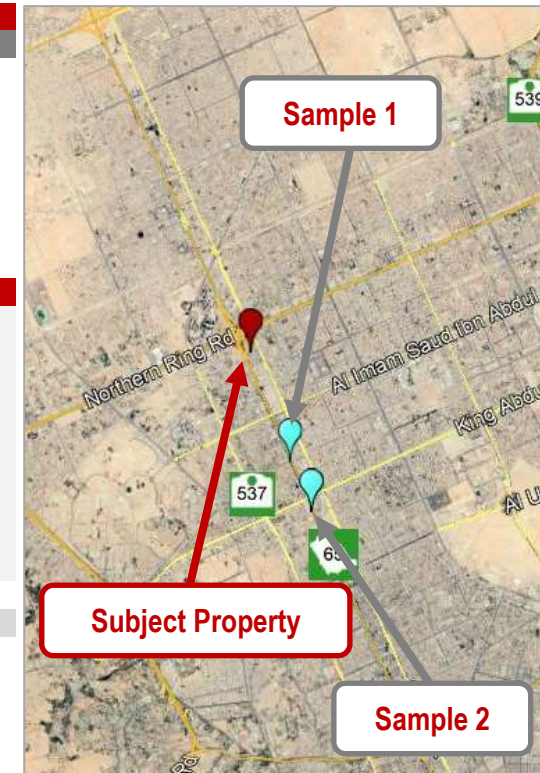 Sample 1
539
Northern Ring Rd
Al Imam Saud Ibn Abdul
King Abdu
537
Al U
65
Subject Property
Sample 2
Rd